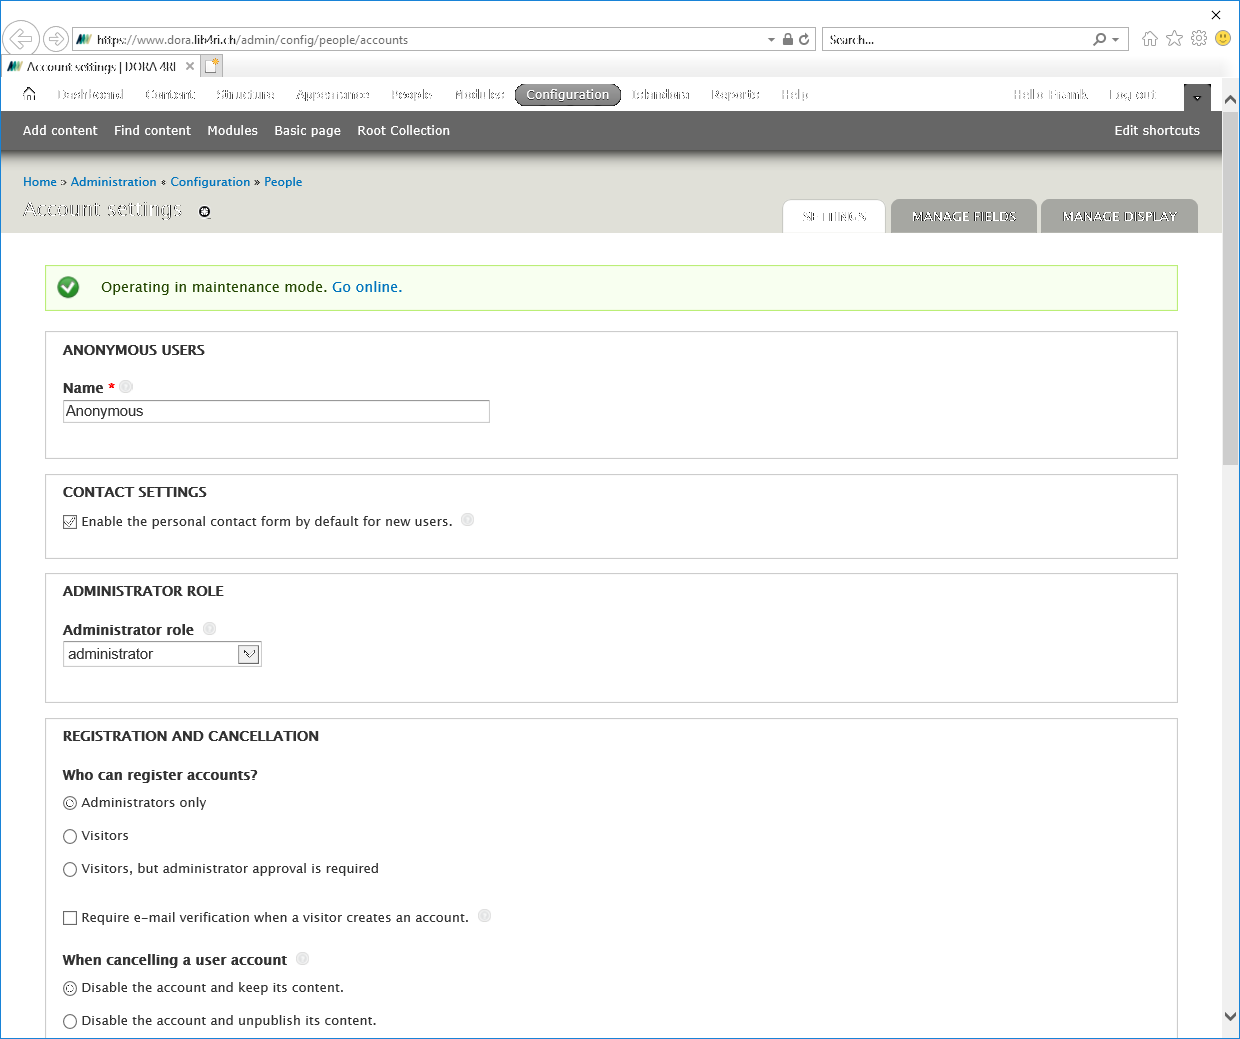 https://www.dora.lib4ri.ch/admin/config/people/accounts
Search...
Account settings | DORA 4RI
Dashboard Content Structure Appearance People Modules Configuration Islandora Reports Help Hello Frank Log out
Add content Find content Modules Basic page Root Collection Edit shortcuts
Home » Administration » Configuration » People
Account settings
SETTINGS MANAGE FIELDS MANAGE DISPLAY
Operating in maintenance mode. Go online.
ANONYMOUS USERS
Name *
Anonymous
CONTACT SETTINGS
Enable the personal contact form by default for new users.
ADMINISTRATOR ROLE
Administrator role
administrator
REGISTRATION AND CANCELLATION
Who can register accounts?
Administrators only
Visitors
Visitors, but administrator approval is required
Require e-mail verification when a visitor creates an account.
When cancelling a user account
Disable the account and keep its content.
Disable the account and unpublish its content.